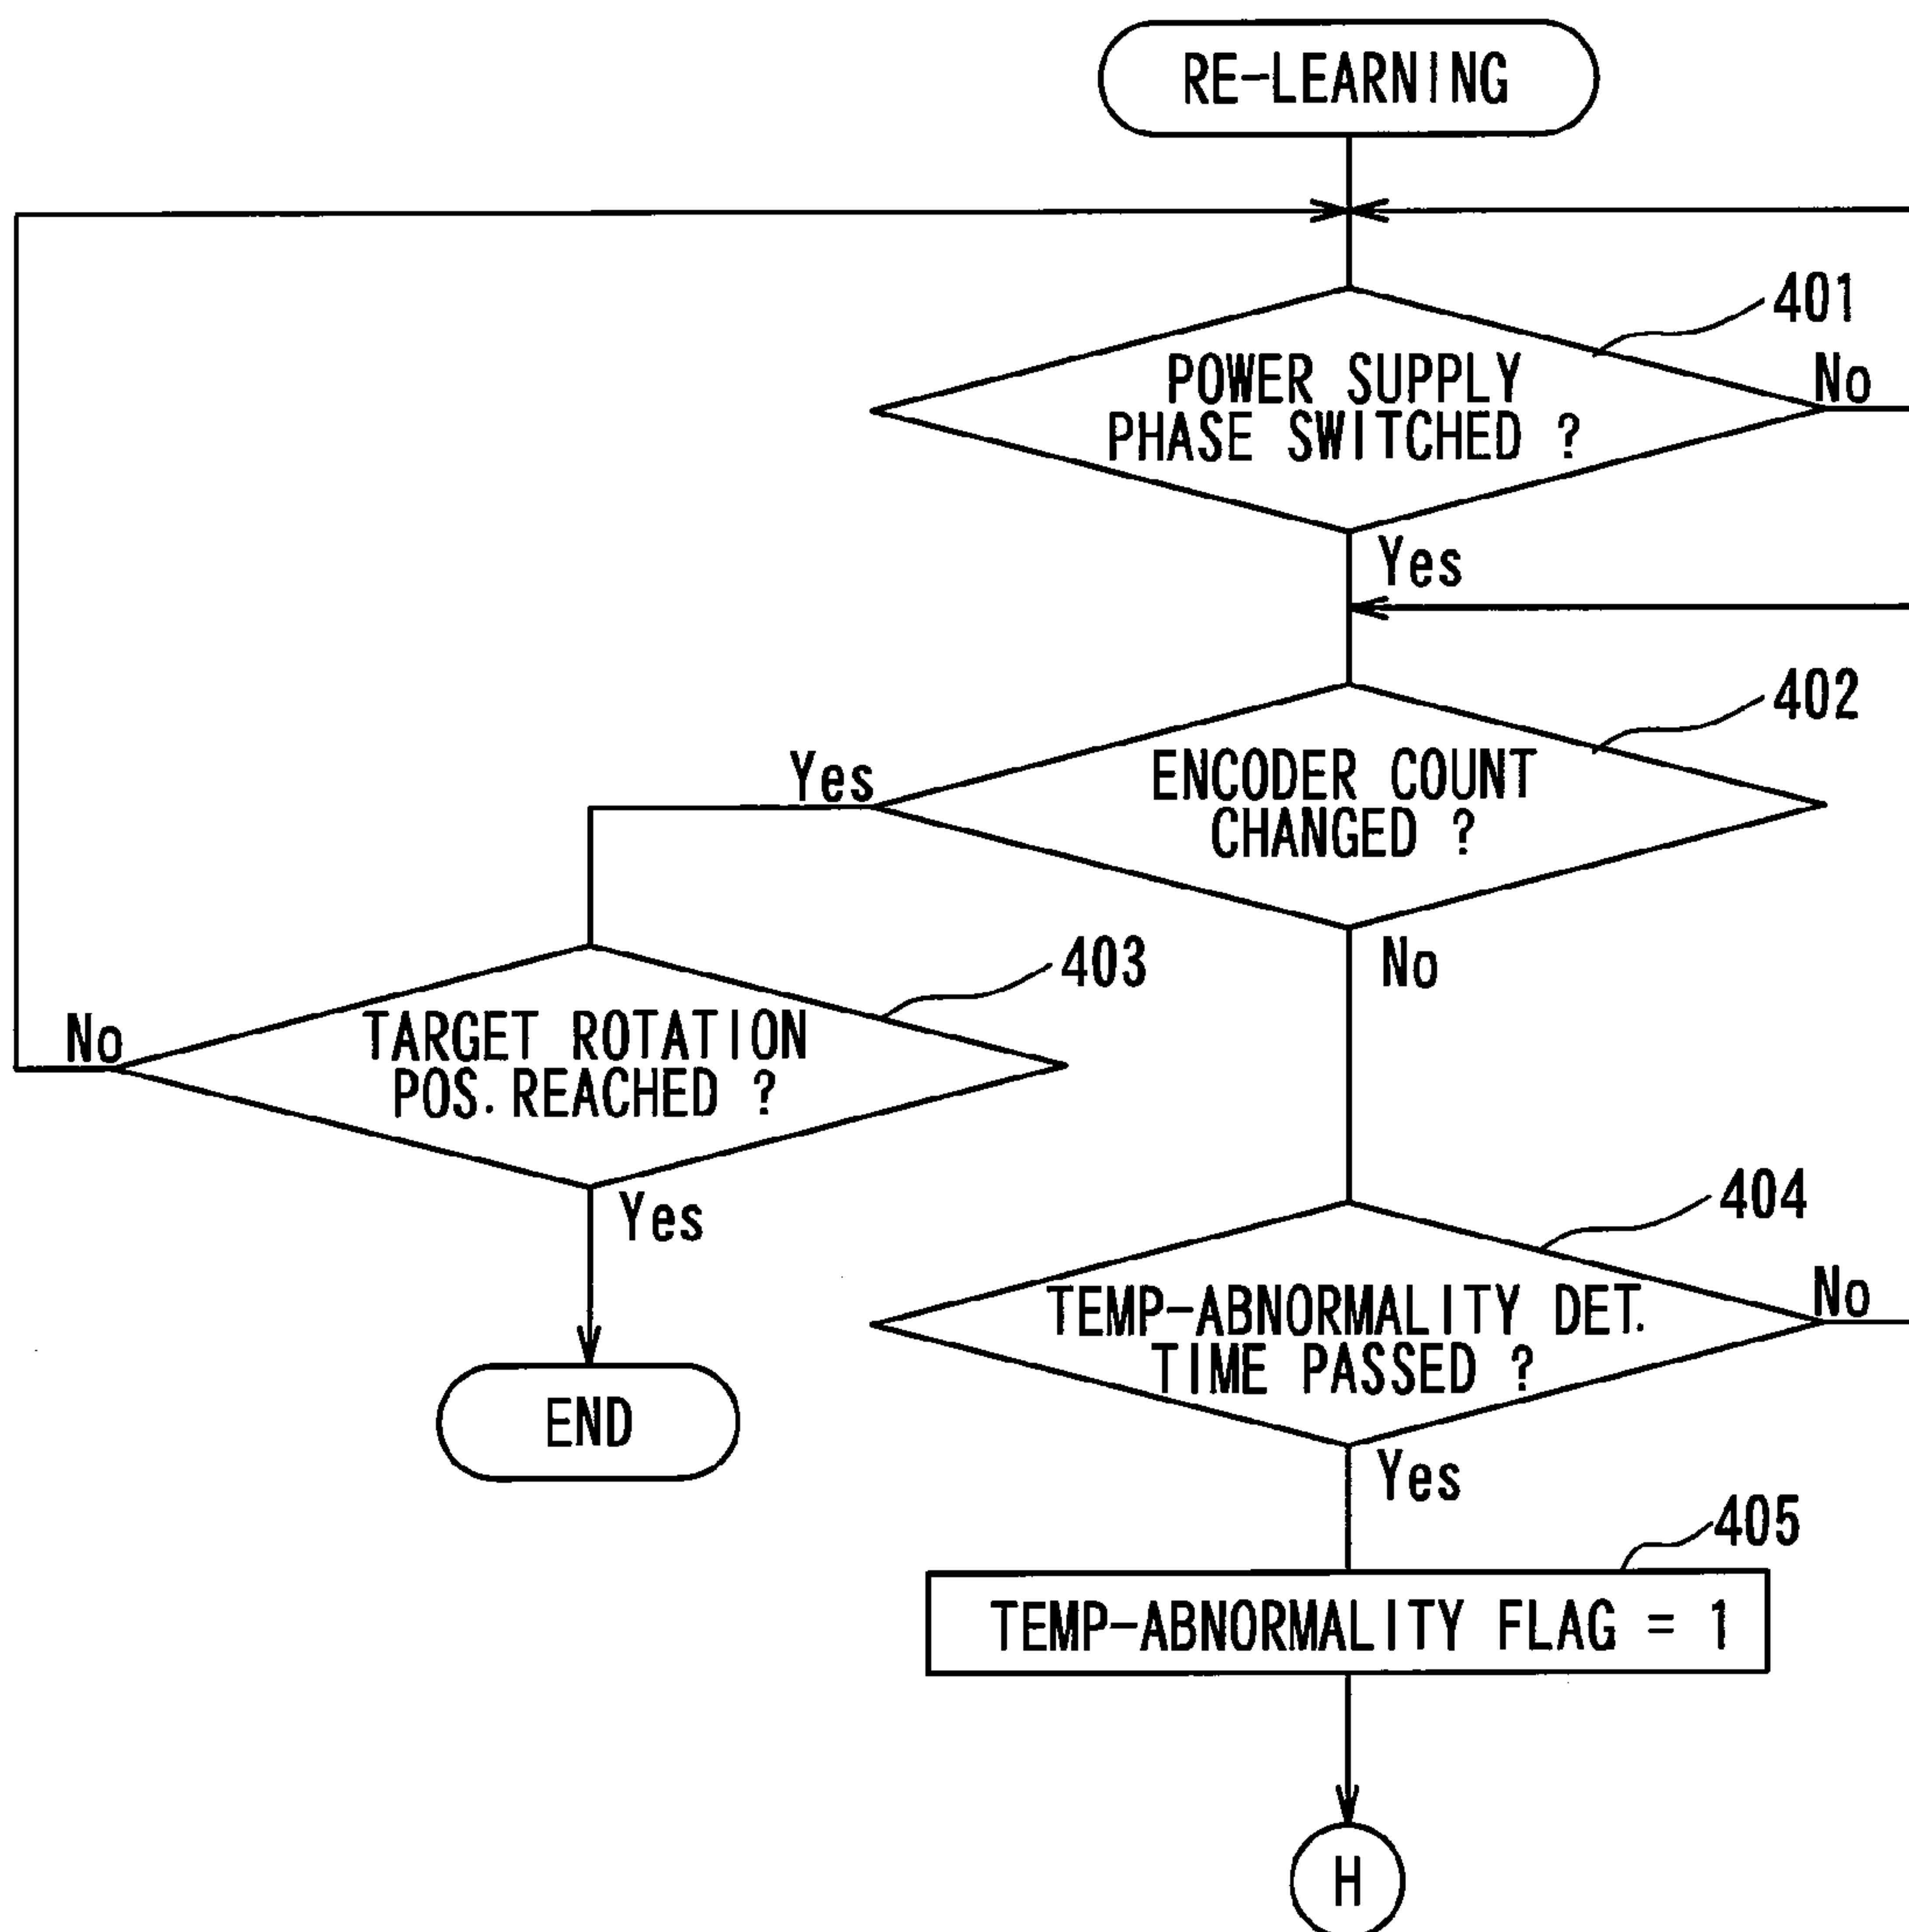 RE-LEARNING
401
POWER SUPPLY
PHASE SWITCHED ?
No
Yes
402
ENCODER COUNT
CHANGED ?
Yes
No
403
TARGET ROTATION
POS. REACHED ?
No
Yes
END
404
TEMP-ABNORMALITY DET.
TIME PASSED ?
No
Yes
405
TEMP-ABNORMALITY FLAG = 1
H